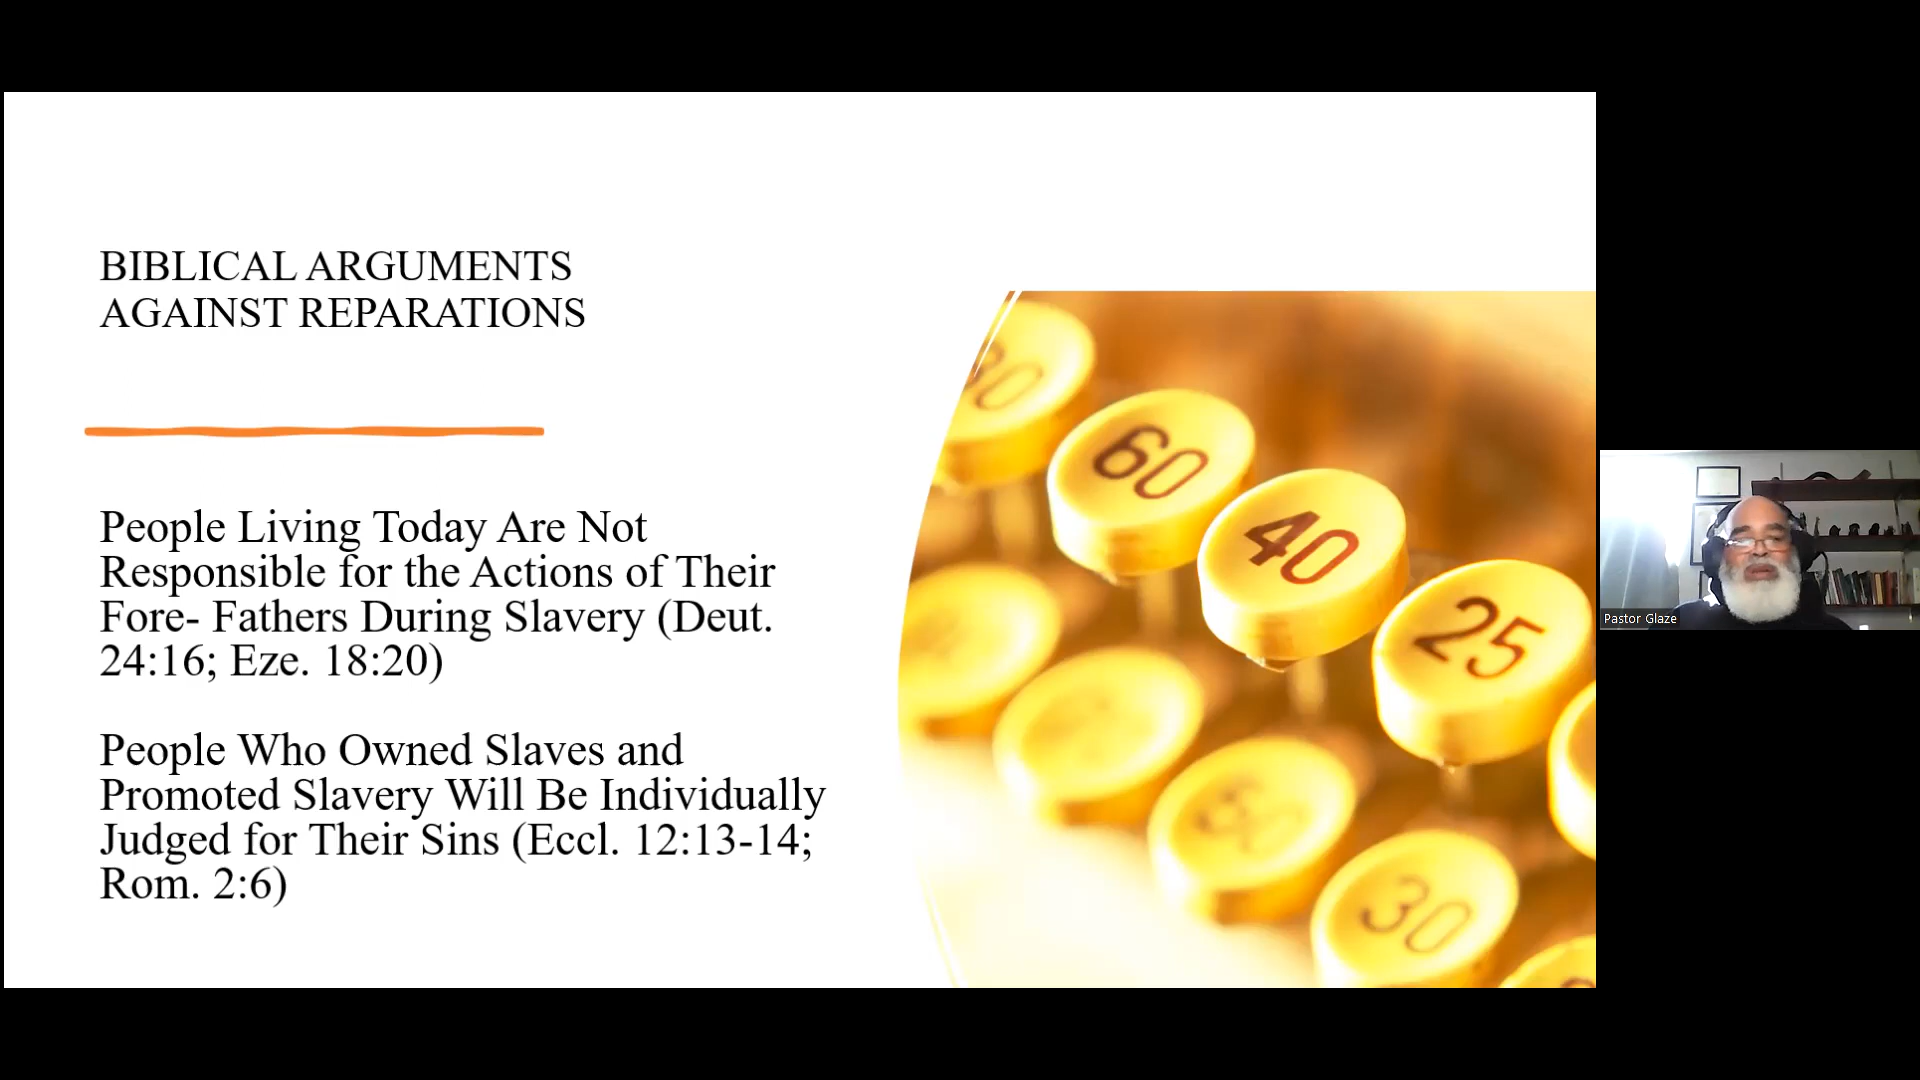 BIBLICAL ARGUMENTS
AGAINST REPARATIONS
People Living Today Are Not
Responsible for the Actions of Their
Fore- Fathers During Slavery (Deut.
24:16; Eze. 18:20)
People Who Owned Slaves and
Promoted Slavery Will Be Individually
Judged for Their Sins (Eccl. 12:13-14;
Rom. 2:6)
60
40
25
30
Pastor Glaze